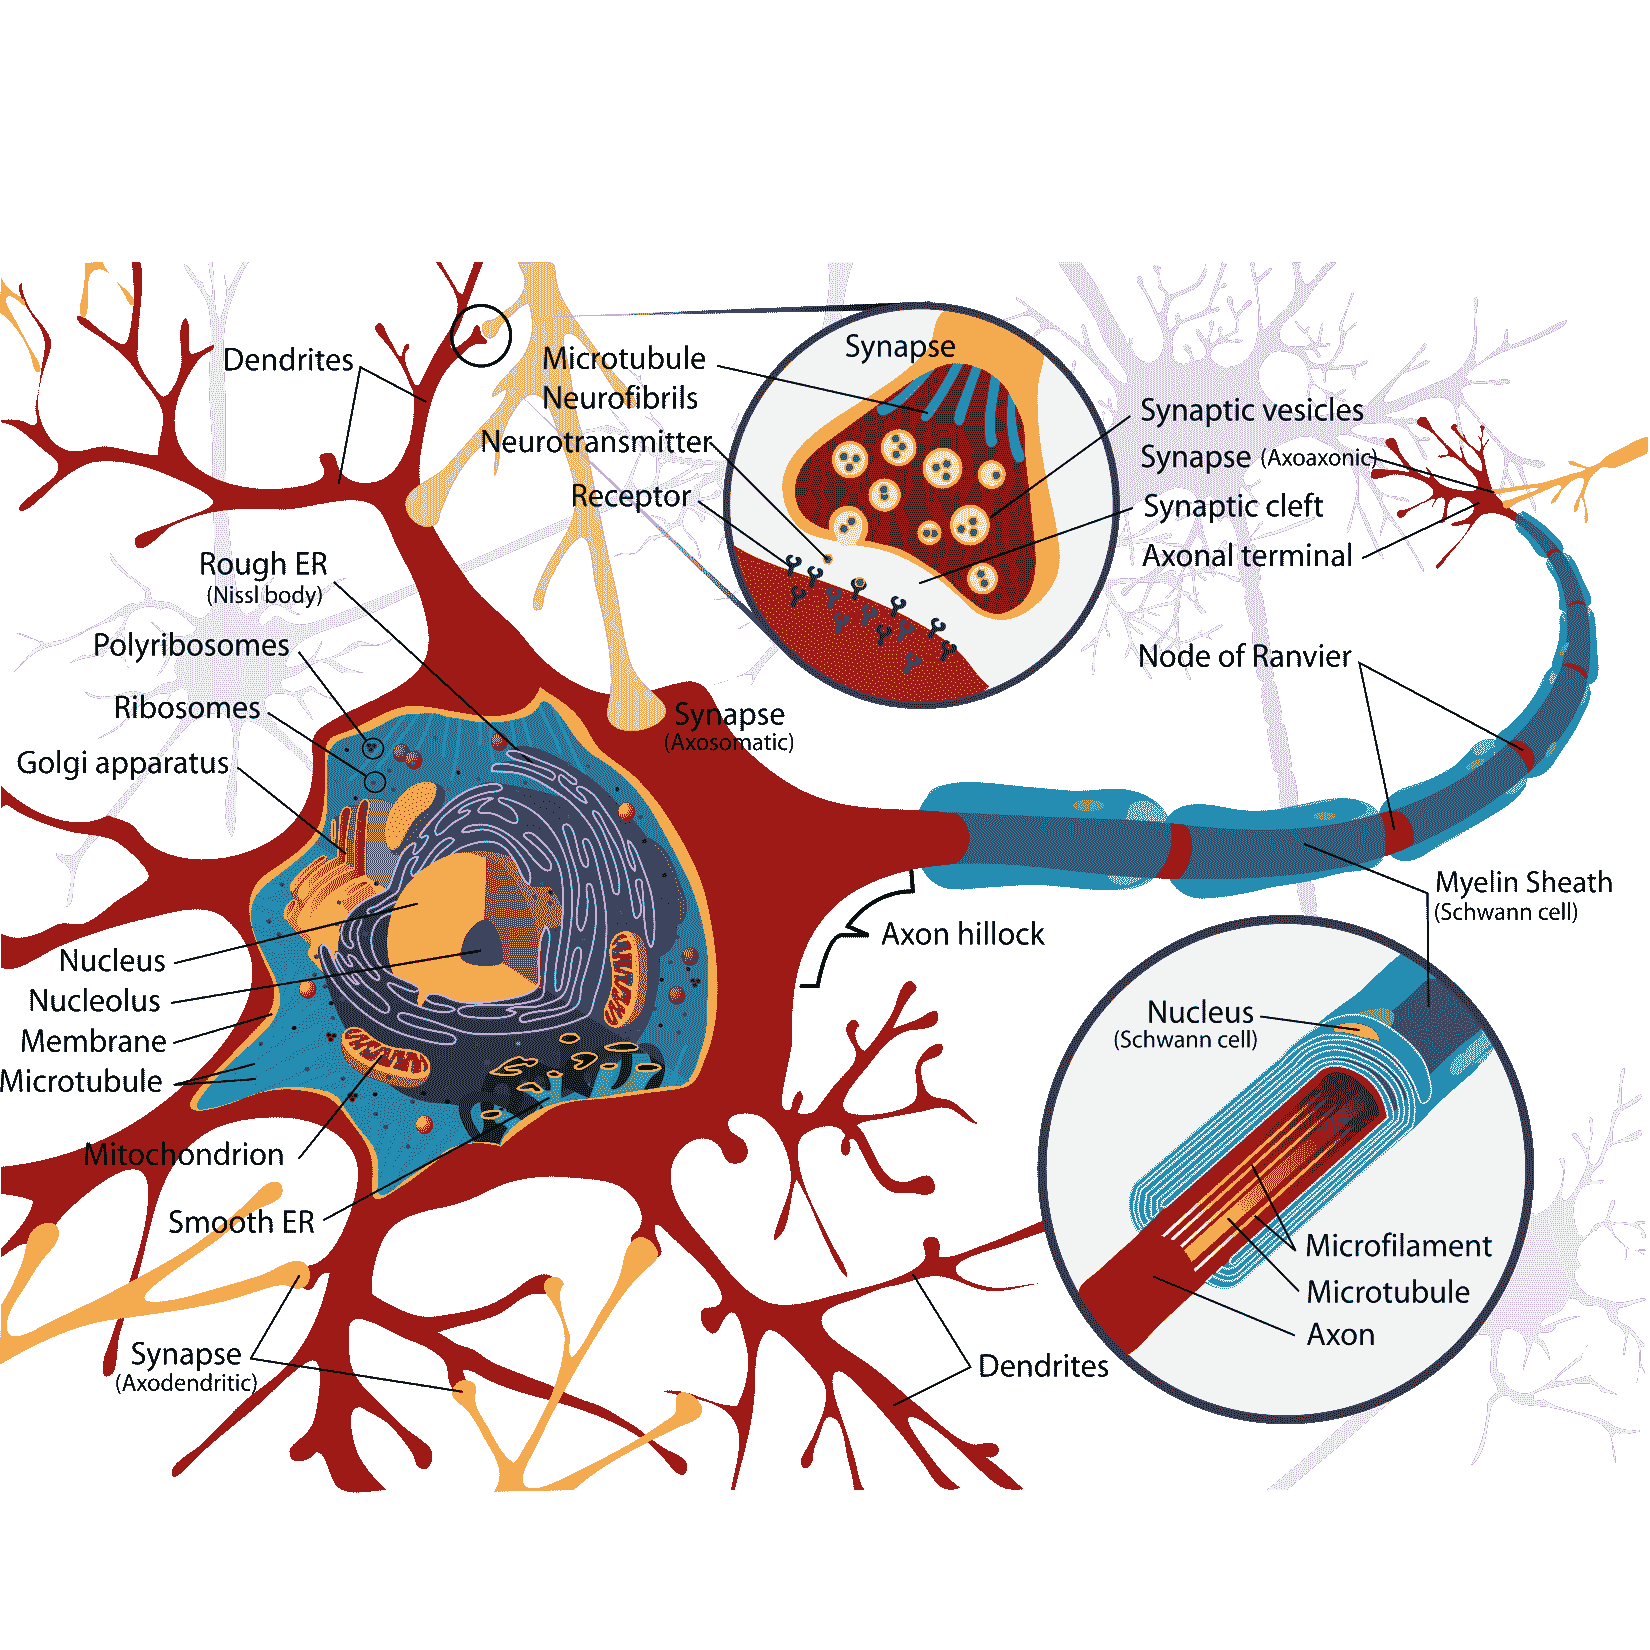 Dendrites
Microtubule
Neurofibrils
Neurotransmitter
Receptor
Synapse
Synaptic vesicles
Synapse (Axoaxonic)
Synaptic cleft
Axonal terminal
Rough ER
(Nissl body)
Polyribosomes
Ribosomes
Golgi apparatus
Synapse
(Axosomatic)
Node of Ranvier
Myelin Sheath
(Schwann cell)
Axon hillock
Nucleus
Nucleolus
Membrane
Microtubule
Mitochondrion
Smooth ER
Synapse
(Axodendritic)
Dendrites
Nucleus
(Schwann cell)
Microfilament
Microtubule
Axon